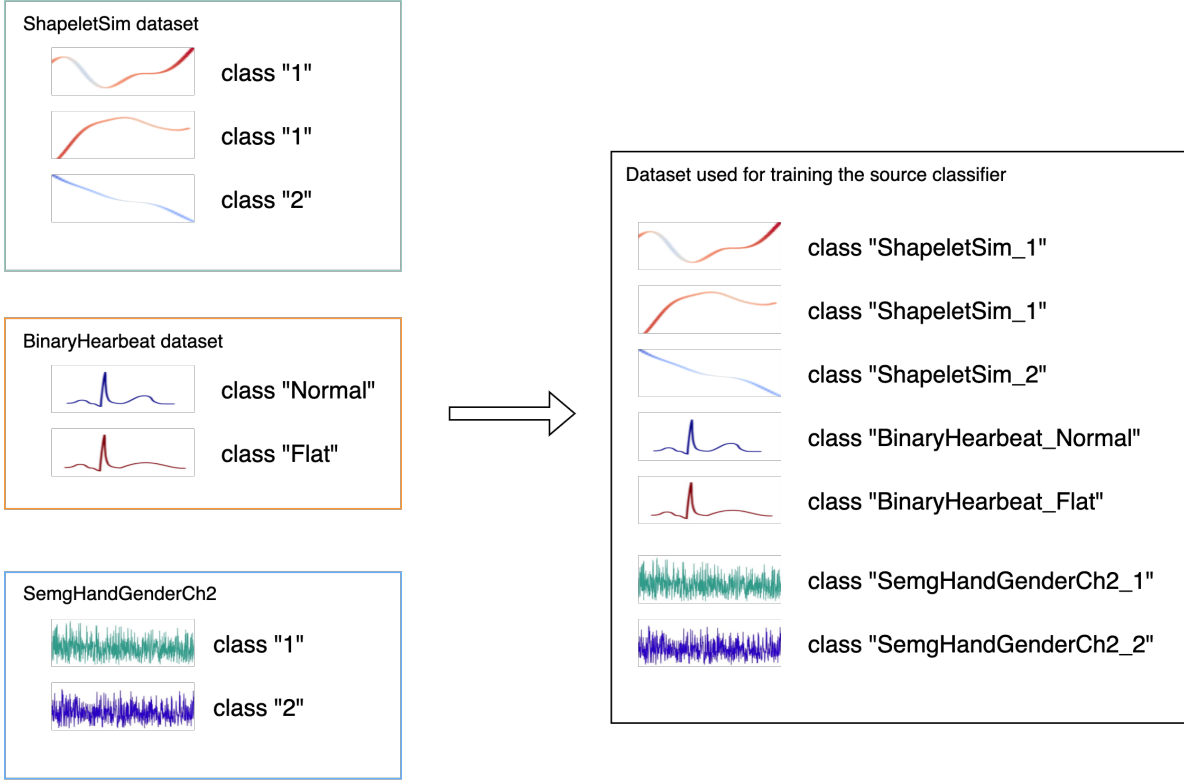 ShapeletSim dataset
class "1"
class "1"
class "2"
BinaryHearbeat dataset
class "Normal"
class "Flat"
SemgHandGenderCh2
class "1"
class "2"
Dataset used for training the source classifier
class "ShapeletSim_1"
class "ShapeletSim_1"
class "ShapeletSim_2"
class "BinaryHearbeat_Normal"
class "BinaryHearbeat_Flat"
class "SemgHandGenderCh2_1"
class "SemgHandGenderCh2_2"